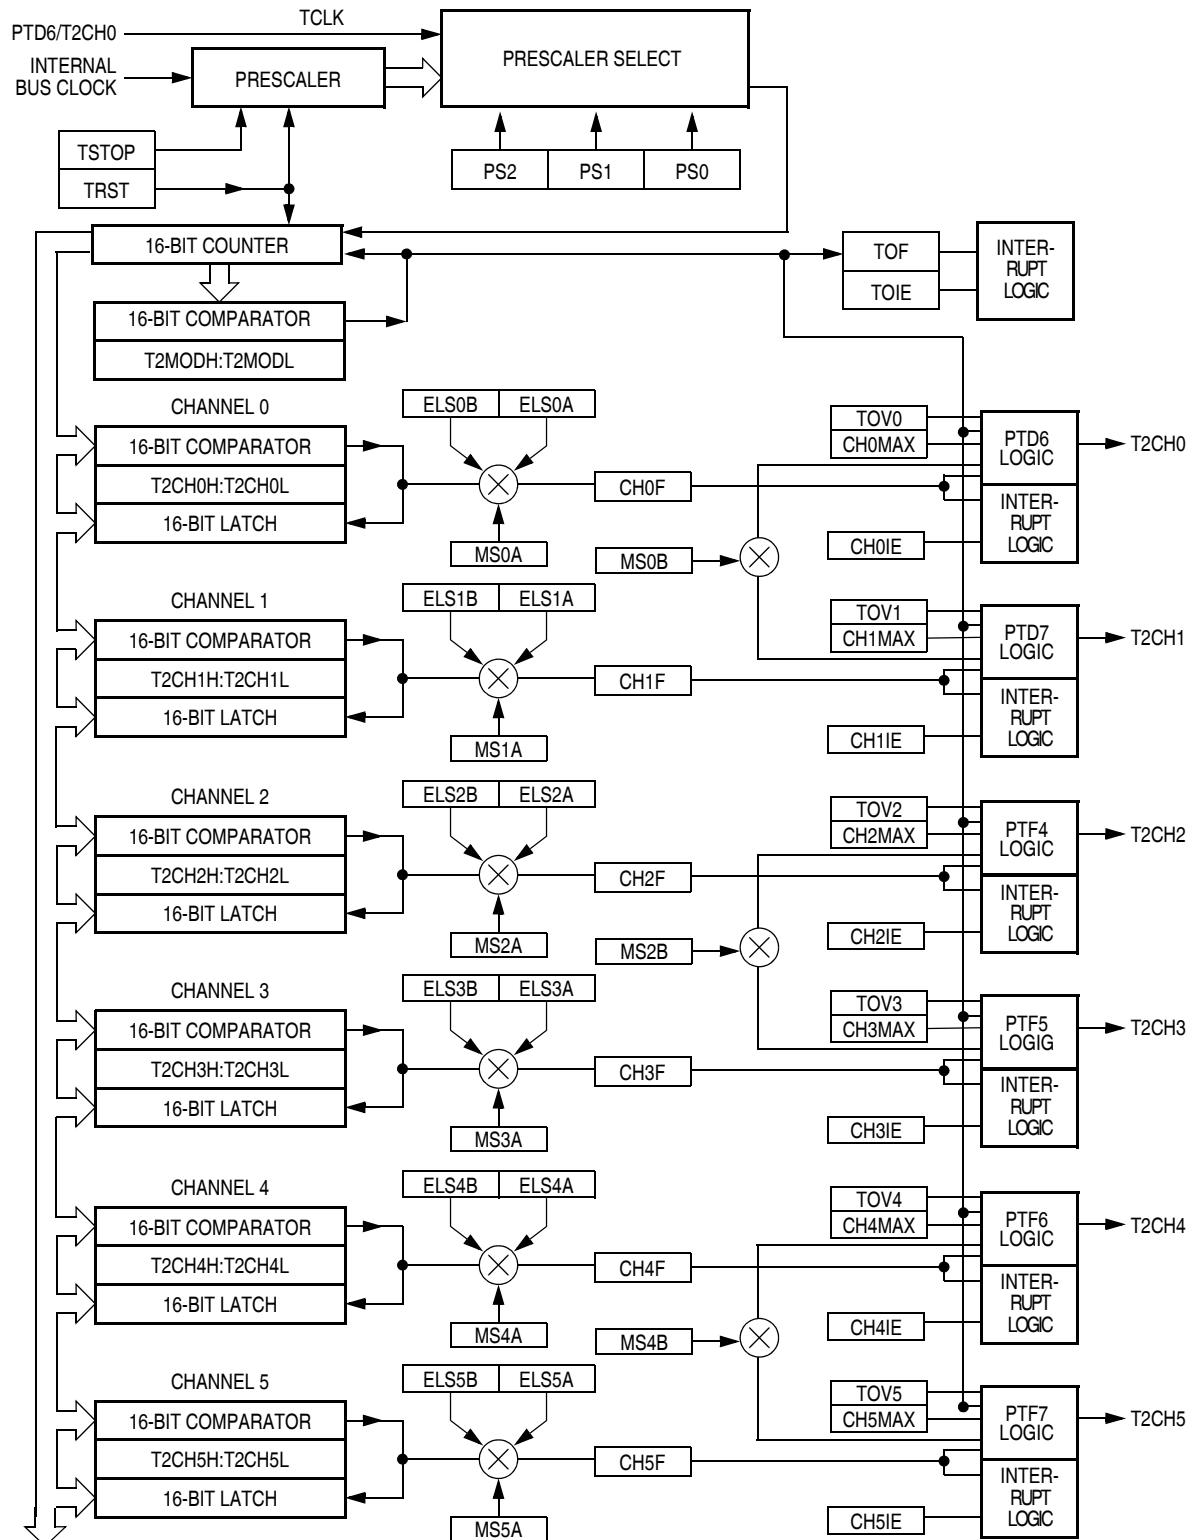 TCLK
PTD6/T2CH0
PRESCALER SELECT
INTERNAL
BUS CLOCK
PRESCALER
TSTOP
TRST
PS2 PS1 PS0
16-BIT COUNTER
TOF
TOIE
INTER-
RUPT
LOGIC
16-BIT COMPARATOR
T2MODH:T2MODL
CHANNEL 0
ELS0B ELS0A
16-BIT COMPARATOR
T2CH0H:T2CH0L
16-BIT LATCH
MS0A
CH0F
MS0B
TOV0
CH0MAX
CH0IE
PTD6
LOGIC
INTER-
RUPT
LOGIC
T2CH0
CHANNEL 1
ELS1B ELS1A
16-BIT COMPARATOR
T2CH1H:T2CH1L
16-BIT LATCH
MS1A
CH1F
TOV1
CH1MAX
CH1IE
PTD7
LOGIC
INTER-
RUPT
LOGIC
T2CH1
CHANNEL 2
ELS2B ELS2A
16-BIT COMPARATOR
T2CH2H:T2CH2L
16-BIT LATCH
MS2A
CH2F
MS2B
TOV2
CH2MAX
CH2IE
PTF4
LOGIC
INTER-
RUPT
LOGIC
T2CH2
CHANNEL 3
ELS3B ELS3A
16-BIT COMPARATOR
T2CH3H:T2CH3L
16-BIT LATCH
MS3A
CH3F
TOV3
CH3MAX
CH3IE
PTF5
LOGIG
INTER-
RUPT
LOGIC
T2CH3
CHANNEL 4
ELS4B ELS4A
16-BIT COMPARATOR
T2CH4H:T2CH4L
16-BIT LATCH
MS4A
CH4F
MS4B
TOV4
CH4MAX
CH4IE
PTF6
LOGIC
INTER-
RUPT
LOGIC
T2CH4
CHANNEL 5
ELS5B ELS5A
16-BIT COMPARATOR
T2CH5H:T2CH5L
16-BIT LATCH
MS5A
CH5F
TOV5
CH5MAX
CH5IE
PTF7
LOGIC
INTER-
RUPT
LOGIC
T2CH5